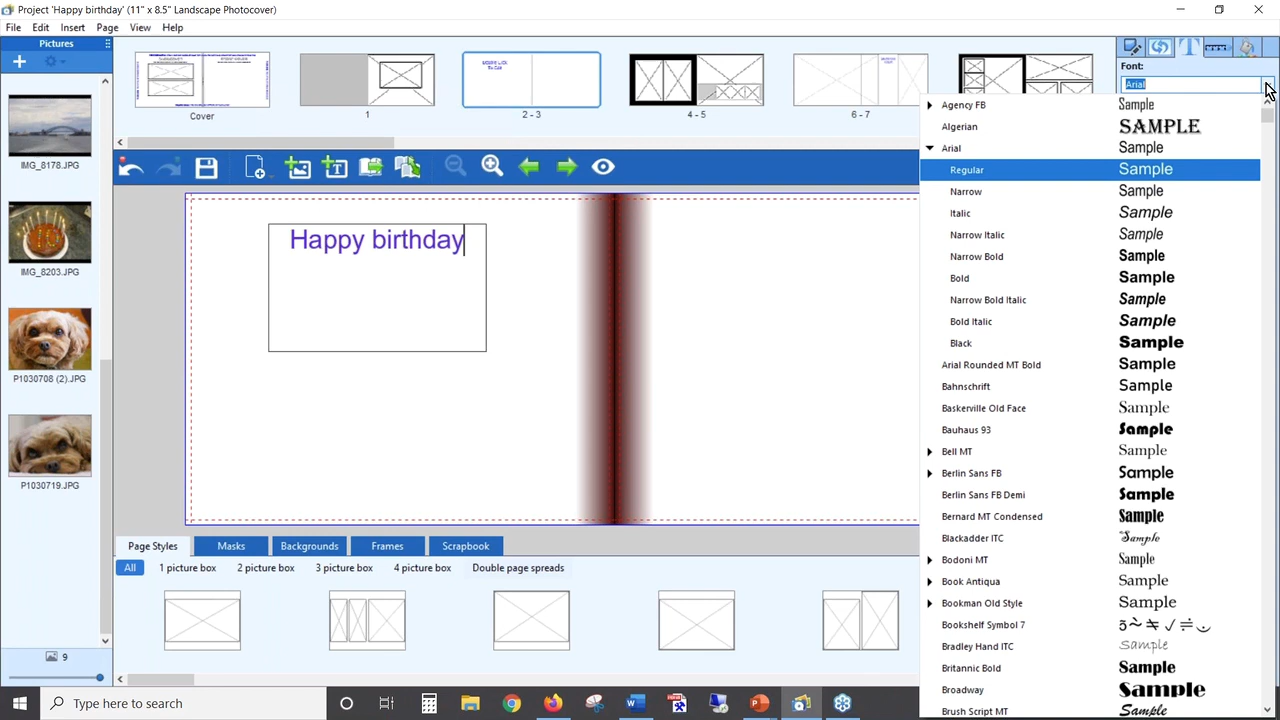 Project 'Happy birthday' (11" x 8.5" Landscape Photocover)
File Edit Insert Page View Help
Pictures
IMG_8178.JPG
IMG_8203.JPG
P1030708 (2).JPG
P1030719.JPG
9
Cover
1
2 - 3
4 - 5
6 - 7
Happy birthday
Page Styles Masks Backgrounds Frames Scrapbook
All 1 picture box 2 picture box 3 picture box 4 picture box Double page spreads
Font:
Arial
Agency FB Sample
Algerian SAMPLE
Arial Sample
Regular Sample
Narrow Sample
Italic Sample
Narrow Italic Sample
Narrow Bold Sample
Bold Sample
Narrow Bold Italic Sample
Bold Italic Sample
Black Sample
Arial Rounded MT Bold Sample
Bahnschrift Sample
Baskerville Old Face Sample
Bauhaus 93 Sample
Bell MT Sample
Berlin Sans FB Sample
Berlin Sans FB Demi Sample
Bernard MT Condensed Sample
Blackadder ITC Sample
Bodoni MT Sample
Book Antiqua Sample
Bookman Old Style Sample
Bookshelf Symbol 7
Bradley Hand ITC Sample
Britannic Bold Sample
Broadway Sample
Brush Script MT Sample
Type here to search